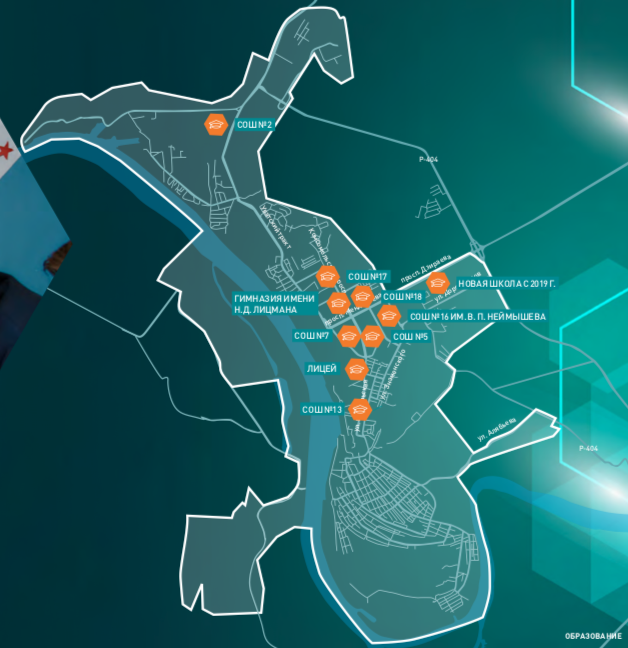 СОШ №2
Р-404
СОШ №17
просп. Д.Зираева
НОВАЯ ШКОЛА С 2019 Г.
ГИМНАЗИЯ ИМЕНИ
Н.Д. ЛИЦМАНА
СОШ №18
СОШ №16 ИМ. В. П. НЕЙМЫШЕВА
СОШ №7
СОШ №5
ЛИЦЕЙ
СОШ №13
ул. Алябьева
Р-404
ОБРАЗОВАНИЕ